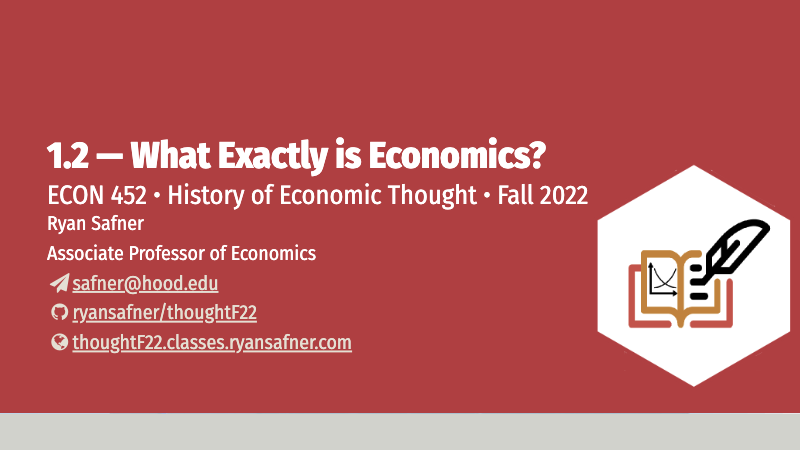 1.2 — What Exactly is Economics?
ECON 452 • History of Economic Thought • Fall 2022
Ryan Safner
Associate Professor of Economics
safner@hood.edu
ryansafner/thoughtF22
thoughtF22.classes.ryansafner.com